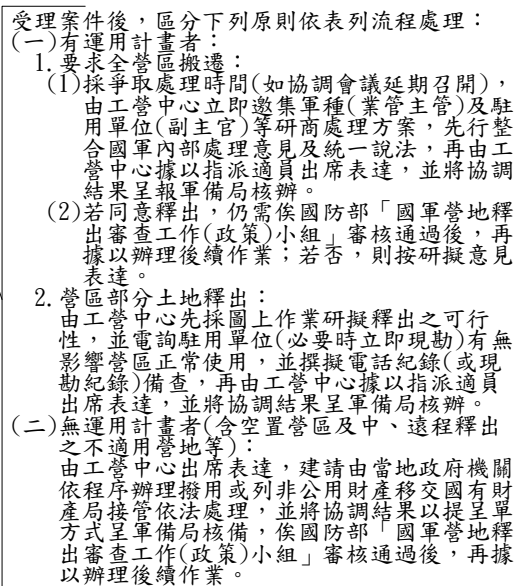 受理案件後，區分下列原則依表列流程處理：
(一)有運用計畫者：
1.要求全營區搬遷：
(1)採爭取處理時間(如協調會議延期召開)，
由工營中心立即邀集軍種(業管主管)及駐
用單位(副主官)等研商處理方案，先行整
合國軍內部處理意見及統一說法，再由工
營中心據以指派適員出席表達，並將協調
結果呈報軍備局核辦。
(2)若同意釋出，仍需俟國防部「國軍營地釋
出審查工作(政策)小組」審核通過後，再
據以辦理後續作業；若否，則按研擬意見
表達。
2.營區部分土地釋出：
由工營中心先採圖上作業研擬釋出之可行
性，並電詢駐用單位(必要時立即現勘)有無
影響營區正常使用，並撰擬電話紀錄(或現
勘紀錄)備查，再由工營中心據以指派適員
出席表達，並將協調結果呈軍備局核辦。
(二)無運用計畫者(含空置營區及中、遠程釋出
之不適用營地等)：
由工營中心出席表達，建請由當地政府機關
依程序辦理撥用或列非公用財產移交國有財
產局接管依法處理，並將協調結果以提呈單
方式呈軍備局核備，俟國防部「國軍營地釋
出審查工作(政策)小組」審核通過後，再據
以辦理後續作業。